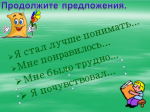 Продолжите предложения.
Я стал лучше понимать...
Мне понравилось...
Мне было трудно...
Я почувствовал...